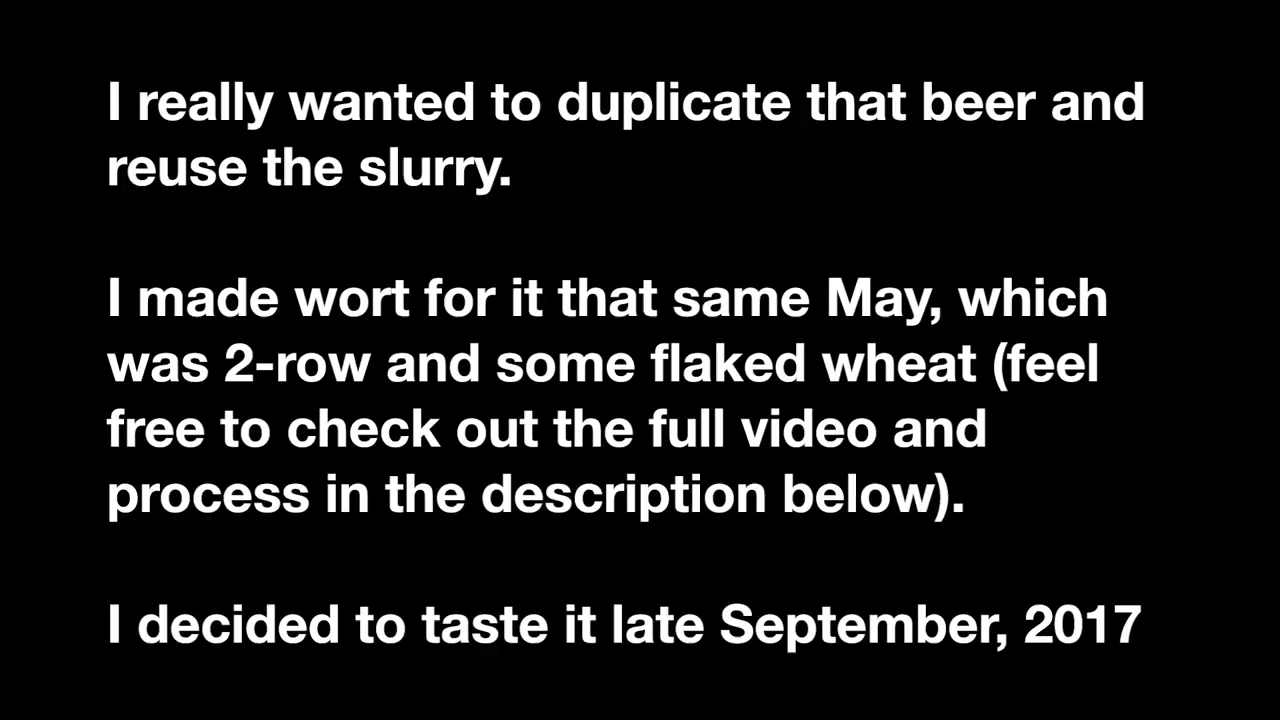 I really wanted to duplicate that beer and
reuse the slurry.
I made wort for it that same May, which
was 2-row and some flaked wheat (feel
free to check out the full video and
process in the description below).
I decided to taste it late September, 2017